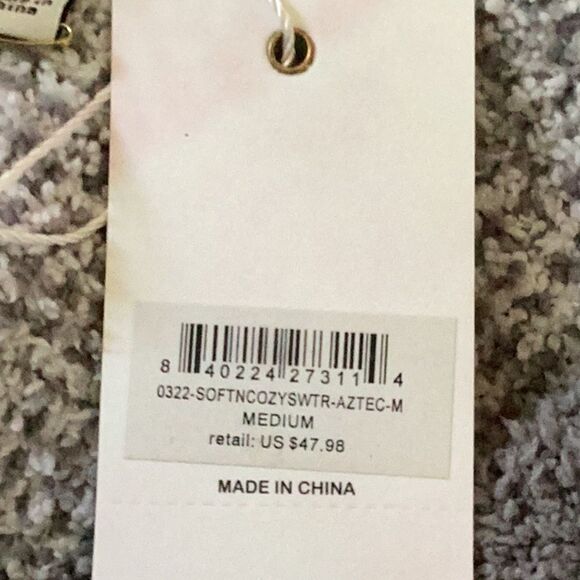 8 40224 27311 4
0322-SOFTNCOZYSWTR-AZTEC-M
MEDIUM
retail: US $47.98
MADE IN CHINA